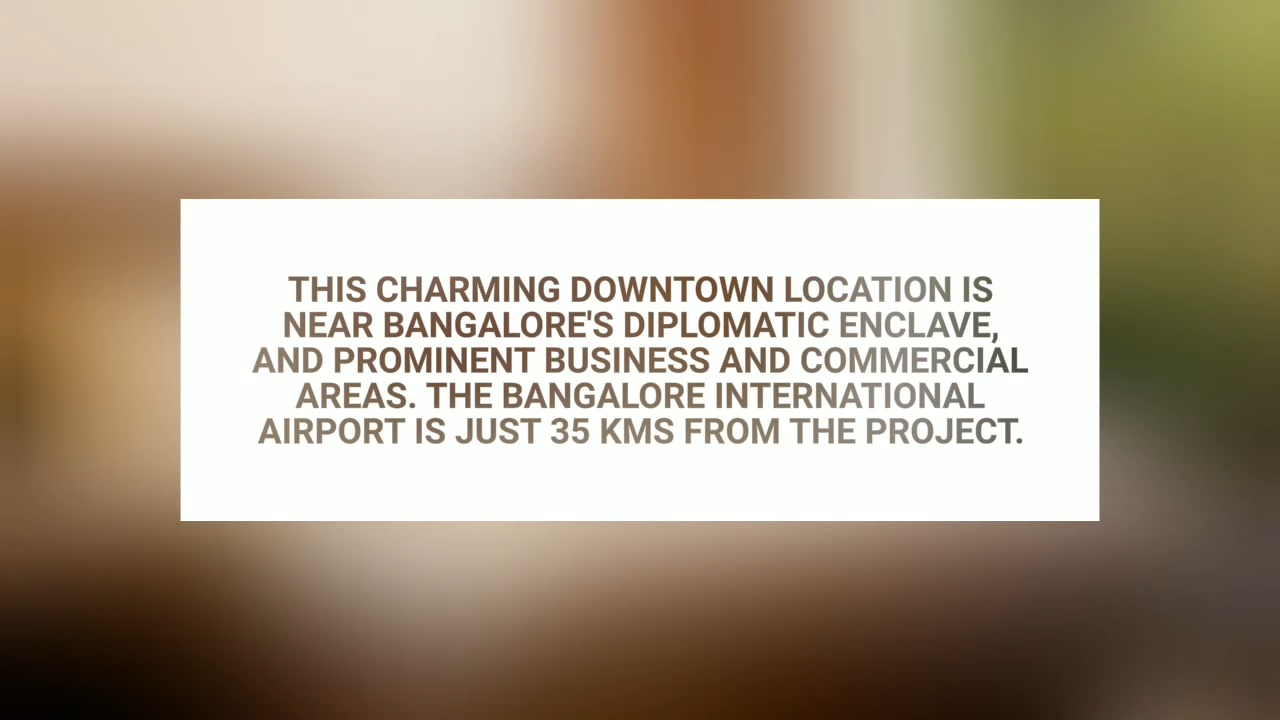 THIS CHARMING DOWNTOWN LOCATION IS
NEAR BANGALORE'S DIPLOMATIC ENCLAVE,
AND PROMINENT BUSINESS AND COMMERCIAL
AREAS. THE BANGALORE INTERNATIONAL
AIRPORT IS JUST 35 KMS FROM THE PROJECT.